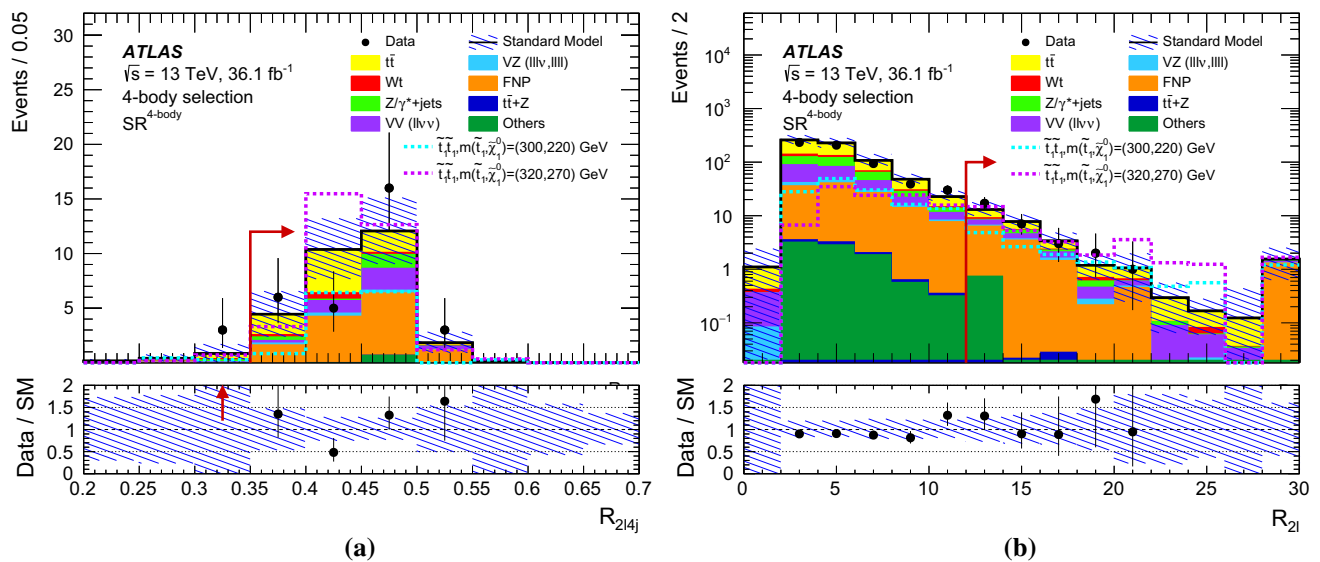 Events / 0.05
30
25
20
15
10
5
ATLAS
√s = 13 TeV, 36.1 fb⁻¹
4-body selection
SR⁴⁻ᵇᵒᵈʸ
Data
Standard Model
tt̄
VZ (lllν,llll)
Wt
FNP
Z/γ*+jets
tt̄+Z
VV (llνν)
Others
t̃₁t̃₁,m(t̃₁,χ̃₁⁰)=(300,220) GeV
t̃₁t̃₁,m(t̃₁,χ̃₁⁰)=(320,270) GeV
Data / SM
2
1.5
1
0.5
0
0.2 0.25 0.3 0.35 0.4 0.45 0.5 0.55 0.6 0.65 0.7
R2l4j
(a)
Events / 2
10⁶
10⁵
10⁴
10³
10²
10
1
10⁻¹
ATLAS
√s = 13 TeV, 36.1 fb⁻¹
4-body selection
SR⁴⁻ᵇᵒᵈʸ
Data
Standard Model
tt̄
VZ (lllν,llll)
Wt
FNP
Z/γ*+jets
tt̄+Z
VV (llνν)
Others
t̃₁t̃₁,m(t̃₁,χ̃₁⁰)=(300,220) GeV
t̃₁t̃₁,m(t̃₁,χ̃₁⁰)=(320,270) GeV
Data / SM
2
1.5
1
0.5
0
0 5 10 15 20 25 30
R2l
(b)